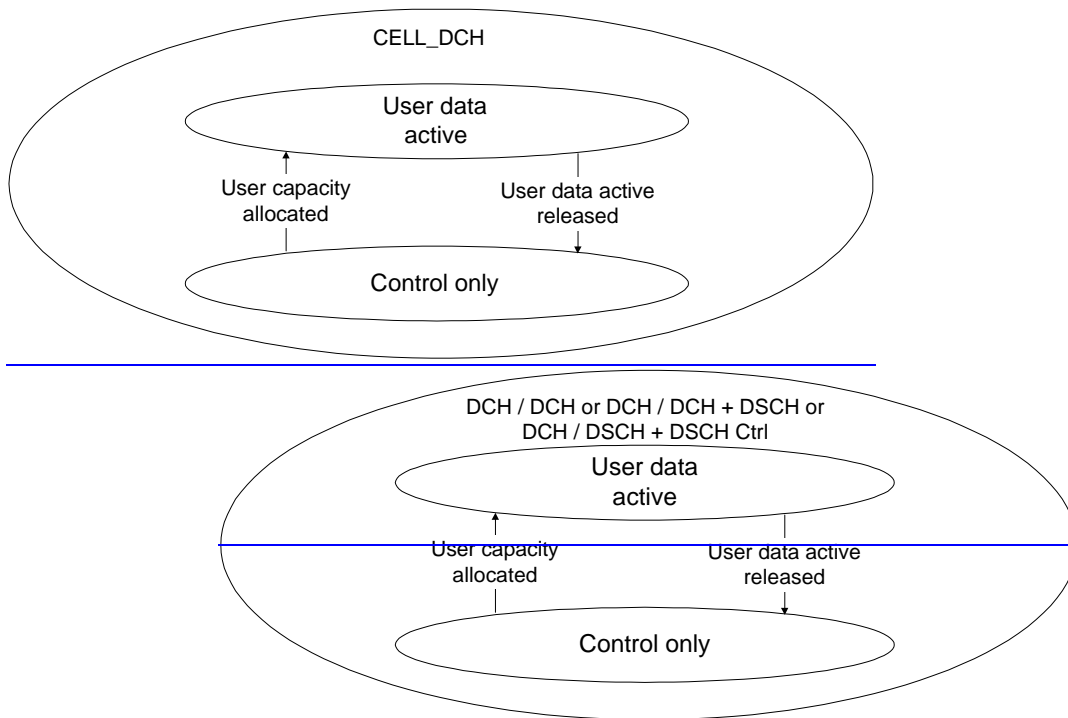 CELL_DCH
User data
active
User capacity
allocated
User data active
released
Control only
DCH / DCH or DCH / DCH + DSCH or
DCH / DSCH + DSCH Ctrl
User data
active
User capacity
allocated
User data active
released
Control only